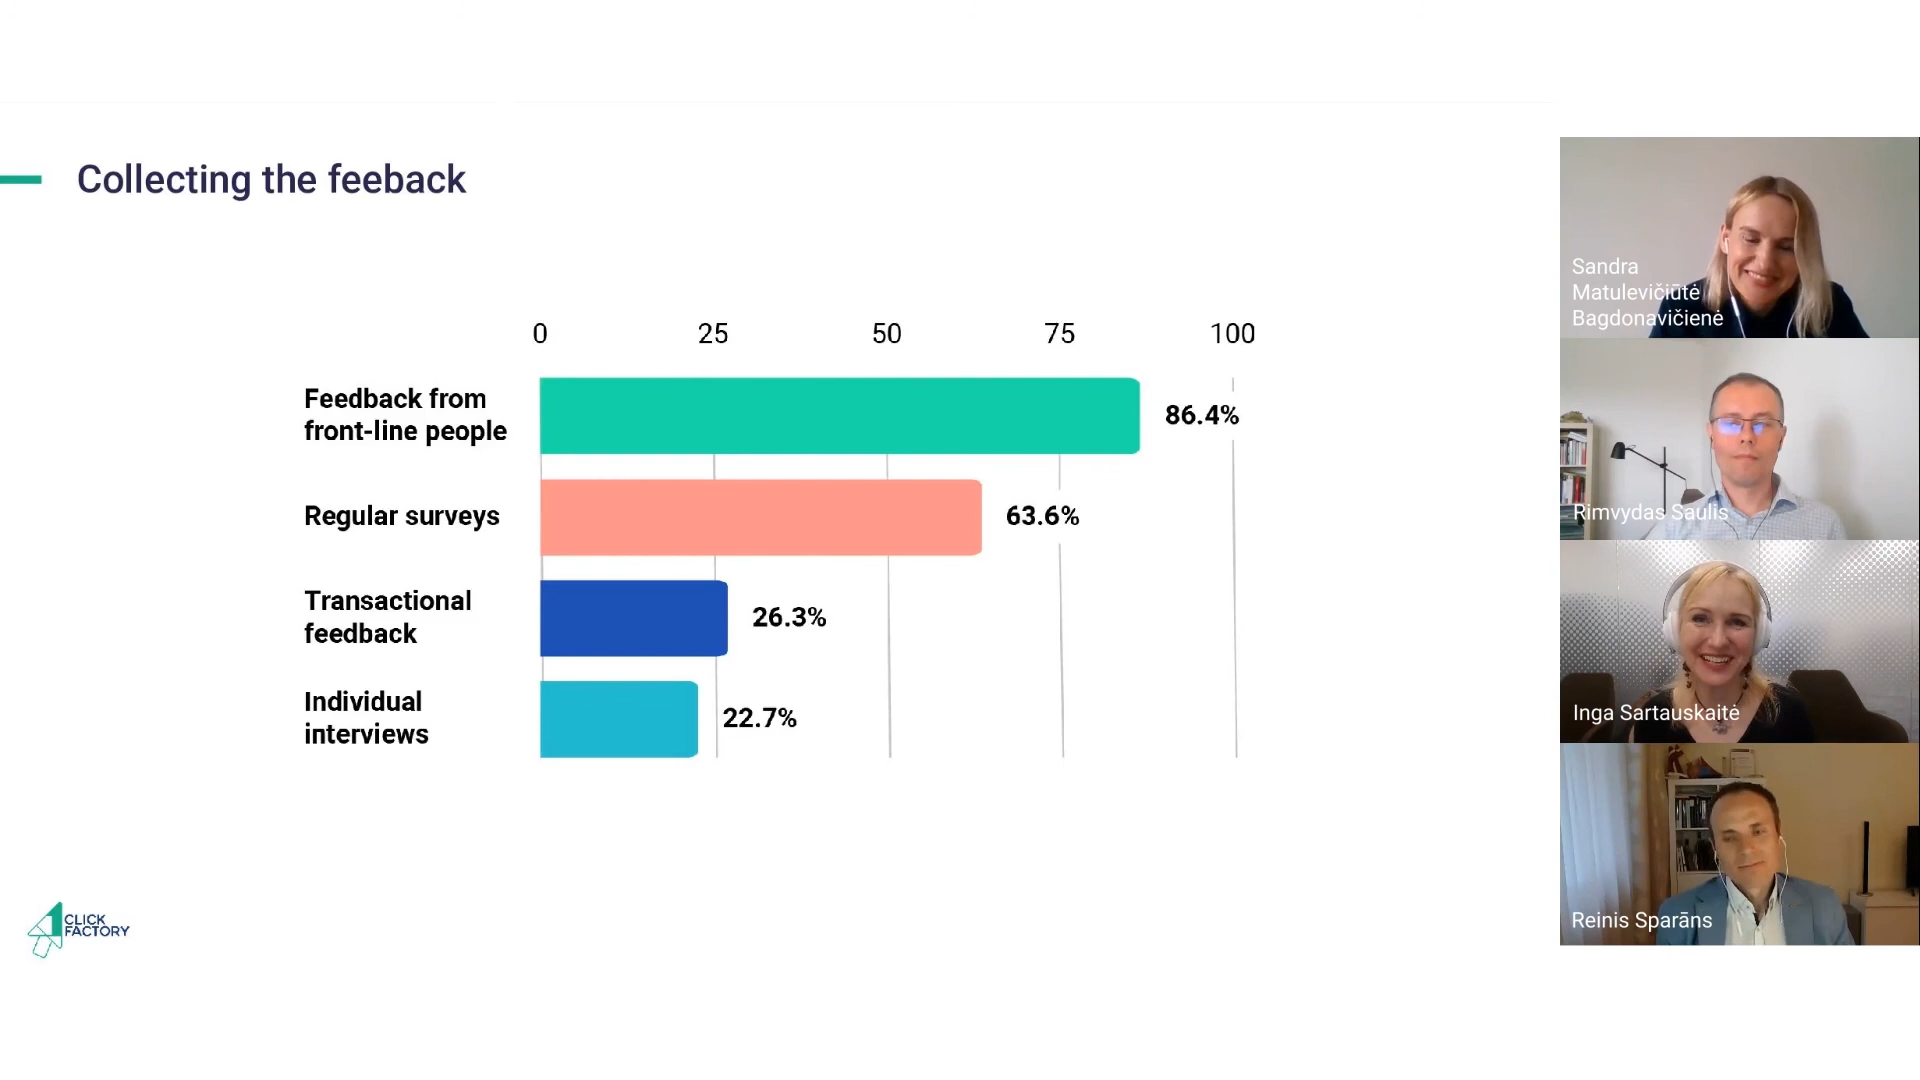 Collecting the feeback
0 25 50 75 100
Feedback from
front-line people
86.4%
Regular surveys
63.6%
Transactional
feedback
26.3%
Individual
interviews
22.7%
CLICK
FACTORY
Sandra
Matulevičiūtė
Bagdonavičienė
Rimvydas Saulis
Inga Sartauskaitė
Reinis Sparāns